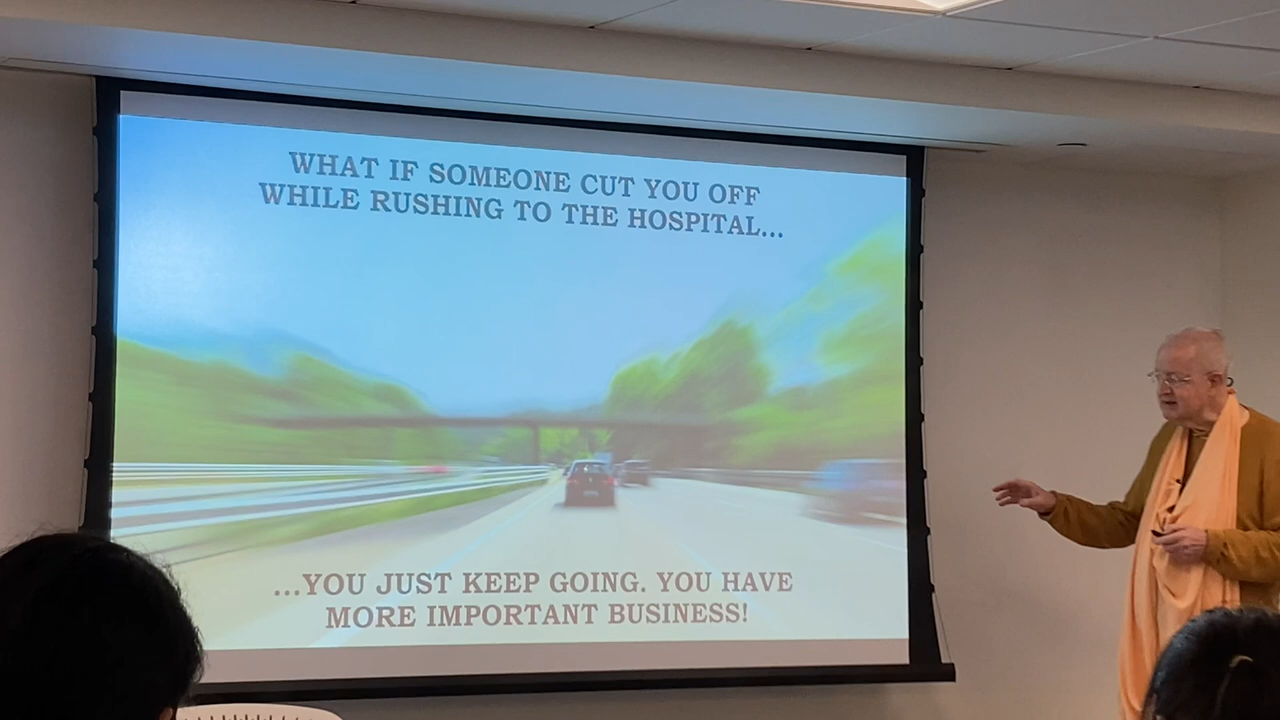 WHAT IF SOMEONE CUT YOU OFF
WHILE RUSHING TO THE HOSPITAL...
...YOU JUST KEEP GOING. YOU HAVE
MORE IMPORTANT BUSINESS!